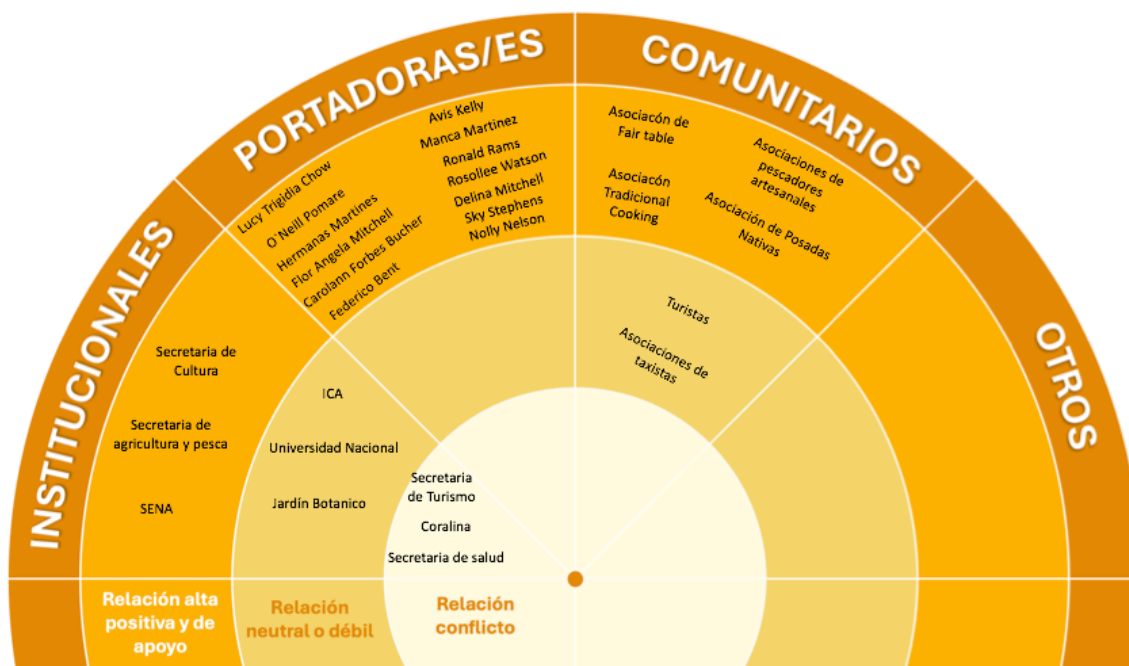 INSTITUCIONALES
PORTADORAS/ES
COMUNITARIOS
OTROS
Lucy Trigidia Chow
O´Neill Pomare
Hermanas Martines
Flor Angela Mitchell
Carolann Forbes Bucher
Federico Bent
Avis Kelly
Manca Martinez
Ronald Rams
Rosollee Watson
Delina Mitchell
Sky Stephens
Nolly Nelson
Asociacón de
Fair table
Asociacón
Tradicional
Cooking
Asociaciones de
pescadores
artesanales
Asociación de Posadas
Nativas
Turistas
Asociaciones de
taxistas
Secretaria de
Cultura
Secretaria de
agricultura y pesca
SENA
ICA
Universidad Nacional
Jardín Botanico
Secretaria
de Turismo
Coralina
Secretaria de salud
Relación alta
positiva y de
apoyo
Relación
neutral o débil
Relación
conflicto